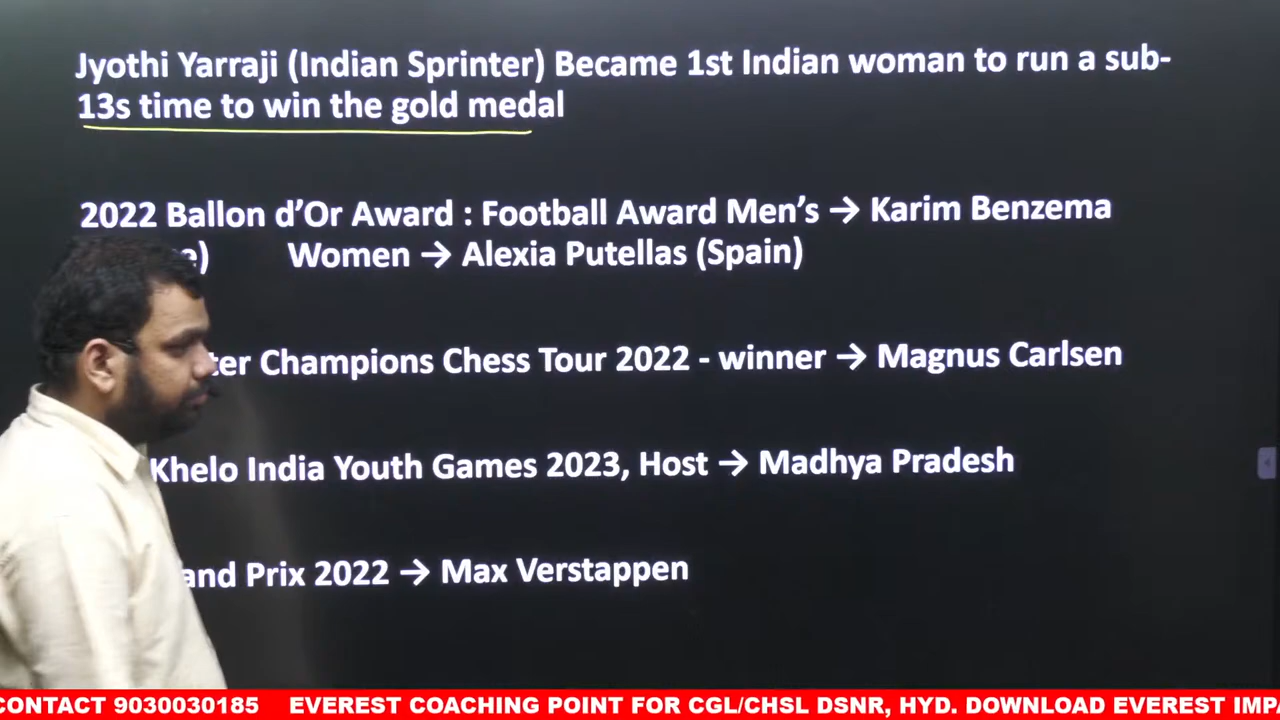 Jyothi Yarraji (Indian Sprinter) Became 1st Indian woman to run a sub-
13s time to win the gold medal
2022 Ballon d’Or Award : Football Award Men’s → Karim Benzema
e) Women → Alexia Putellas (Spain)
ter Champions Chess Tour 2022 - winner → Magnus Carlsen
Khelo India Youth Games 2023, Host → Madhya Pradesh
and Prix 2022 → Max Verstappen
CONTACT 9030030185 EVEREST COACHING POINT FOR CGL/CHSL DSNR, HYD. DOWNLOAD EVEREST IMPA